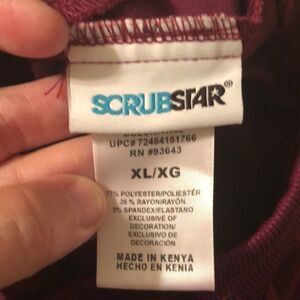 SCRUBSTAR®
UPC# 72484151766
RN #93643
XL/XG
77% POLYESTER/POLIÉSTER
20 % RAYON/RAYÓN
3% SPANDEX/ELASTANO
EXCLUSIVE OF
DECORATION/
EXCLUSIVO DE
DECORACIÓN
MADE IN KENYA
HECHO EN KENIA